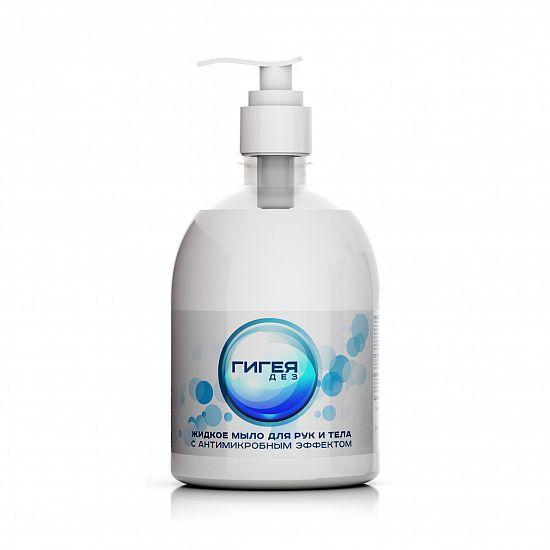 ГИГЕЯ
ДЕЗ
ЖИДКОЕ МЫЛО ДЛЯ РУК И ТЕЛА
С АНТИМИКРОБНЫМ ЭФФЕКТОМ